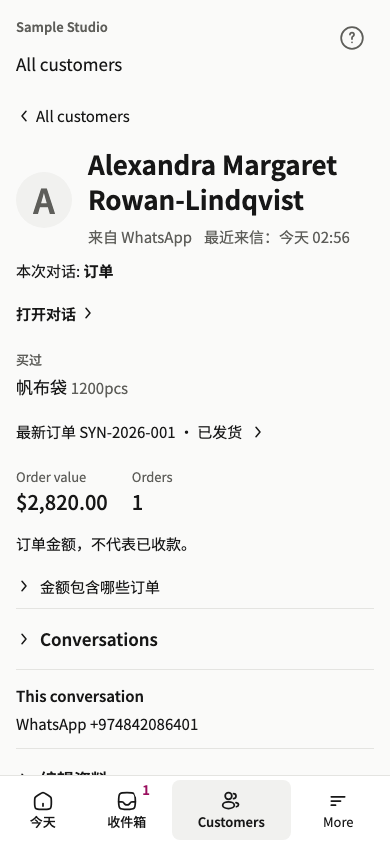 Sample Studio
All customers
All customers
A
Alexandra Margaret
Rowan-Lindqvist
来自 WhatsApp 最近来信：今天 02:56
本次对话: 订单
打开对话
买过
帆布袋 1200pcs
最新订单 SYN-2026-001 · 已发货
Order value Orders
$2,820.00 1
订单金额，不代表已收款。
金额包含哪些订单
Conversations
This conversation
WhatsApp +974842086401
1
今天 收件箱 Customers More